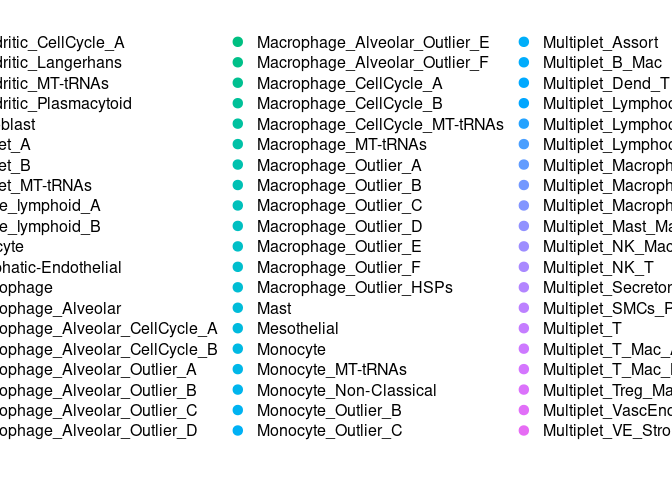 dritic_CellCycle_A
dritic_Langerhans
dritic_MT-tRNAs
dritic_Plasmacytoid
blast
et_A
et_B
et_MT-tRNAs
e_lymphoid_A
e_lymphoid_B
cyte
hatic-Endothelial
ophage
ophage_Alveolar
ophage_Alveolar_CellCycle_A
ophage_Alveolar_CellCycle_B
ophage_Alveolar_Outlier_A
ophage_Alveolar_Outlier_B
ophage_Alveolar_Outlier_C
ophage_Alveolar_Outlier_D
Macrophage_Alveolar_Outlier_E
Macrophage_Alveolar_Outlier_F
Macrophage_CellCycle_A
Macrophage_CellCycle_B
Macrophage_CellCycle_MT-tRNAs
Macrophage_MT-tRNAs
Macrophage_Outlier_A
Macrophage_Outlier_B
Macrophage_Outlier_C
Macrophage_Outlier_D
Macrophage_Outlier_E
Macrophage_Outlier_F
Macrophage_Outlier_HSPs
Mast
Mesothelial
Monocyte
Monocyte_MT-tRNAs
Monocyte_Non-Classical
Monocyte_Outlier_B
Monocyte_Outlier_C
Multiplet_Assort
Multiplet_B_Mac
Multiplet_Dend_T
Multiplet_Lymphoc
Multiplet_Lymphoc
Multiplet_Lymphoc
Multiplet_Macroph
Multiplet_Macroph
Multiplet_Macroph
Multiplet_Mast_Ma
Multiplet_NK_Mac
Multiplet_NK_T
Multiplet_Secretor
Multiplet_SMCs_P
Multiplet_T
Multiplet_T_Mac_
Multiplet_T_Mac_
Multiplet_Treg_Ma
Multiplet_VascEnd
Multiplet_VE_Stro